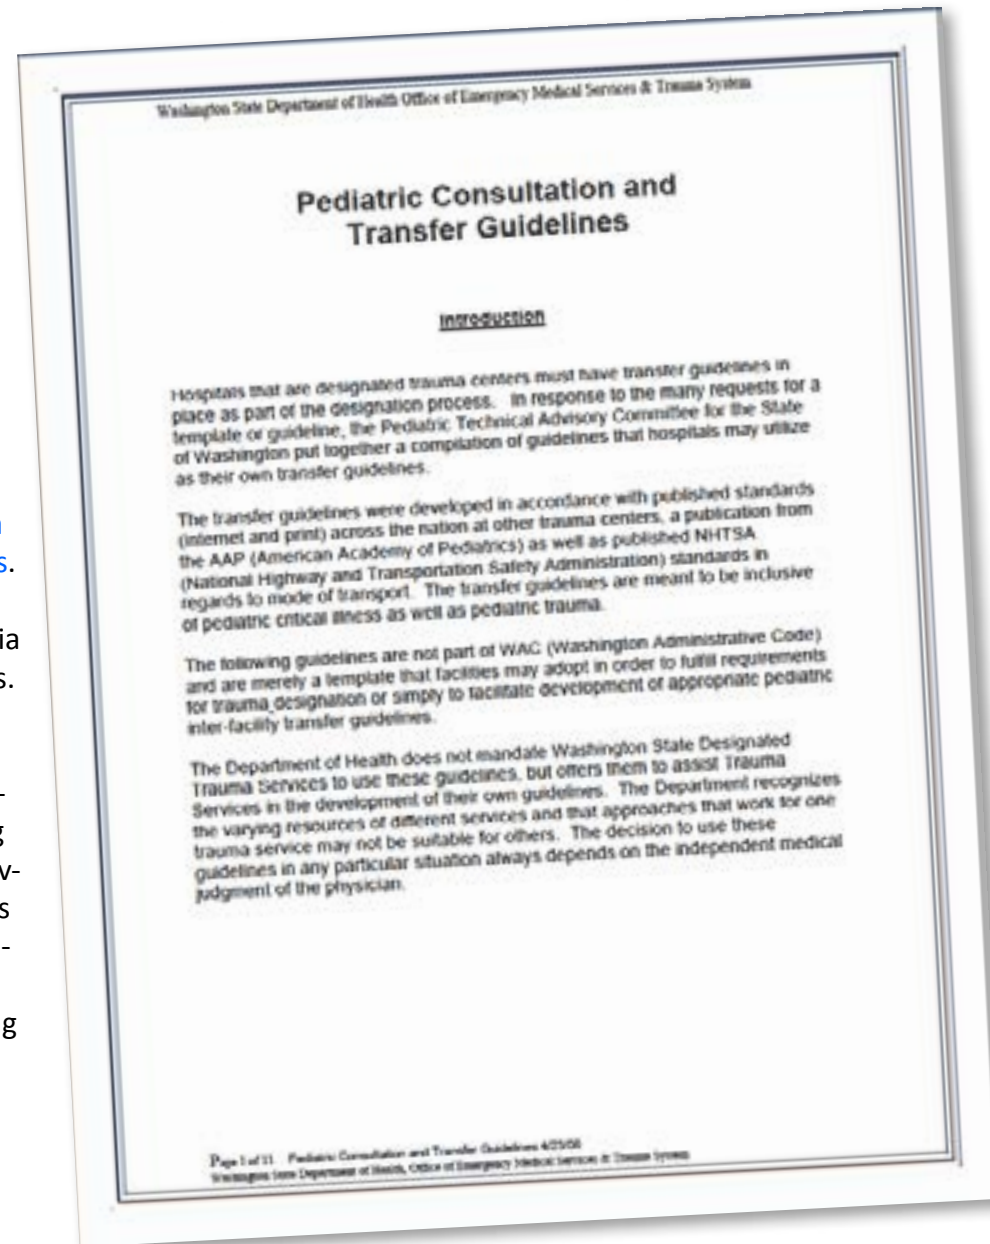 Washington State Department of Health Office of Emergency Medical Services & Trauma System
Pediatric Consultation and
Transfer Guidelines
Introduction
Hospitals that are designated trauma centers must have transfer guidelines in
place as part of the designation process. In response to the many requests for a
template or guideline, the Pediatric Technical Advisory Committee for the State
of Washington put together a compilation of guidelines that hospitals may utilize
as their own transfer guidelines.
The transfer guidelines were developed in accordance with published standards
(internet and print) across the nation at other trauma centers, a publication from
the AAP (American Academy of Pediatrics) as well as published NHTSA
(National Highway and Transportation Safety Administration) standards in
regards to mode of transport. The transfer guidelines are meant to be inclusive
of pediatric critical illness as well as pediatric trauma.
The following guidelines are not part of WAC (Washington Administrative Code)
and are merely a template that facilities may adopt in order to fulfill requirements
for trauma designation or simply to facilitate development of appropriate pediatric
inter-facility transfer guidelines.
The Department of Health does not mandate Washington State Designated
Trauma Services to use these guidelines, but offers them to assist Trauma
Services in the development of their own guidelines. The Department recognizes
the varying resources of different services and that approaches that work for one
trauma service may not be suitable for others. The decision to use these
guidelines in any particular situation always depends on the independent medical
judgment of the physician.
Page 1 of 11 Pediatric Consultation and Transfer Guidelines
Washington State Department of Health, Office of Emergency Medical Services & Trauma System
s.
ia
s.
-
g
v-
s
-
g